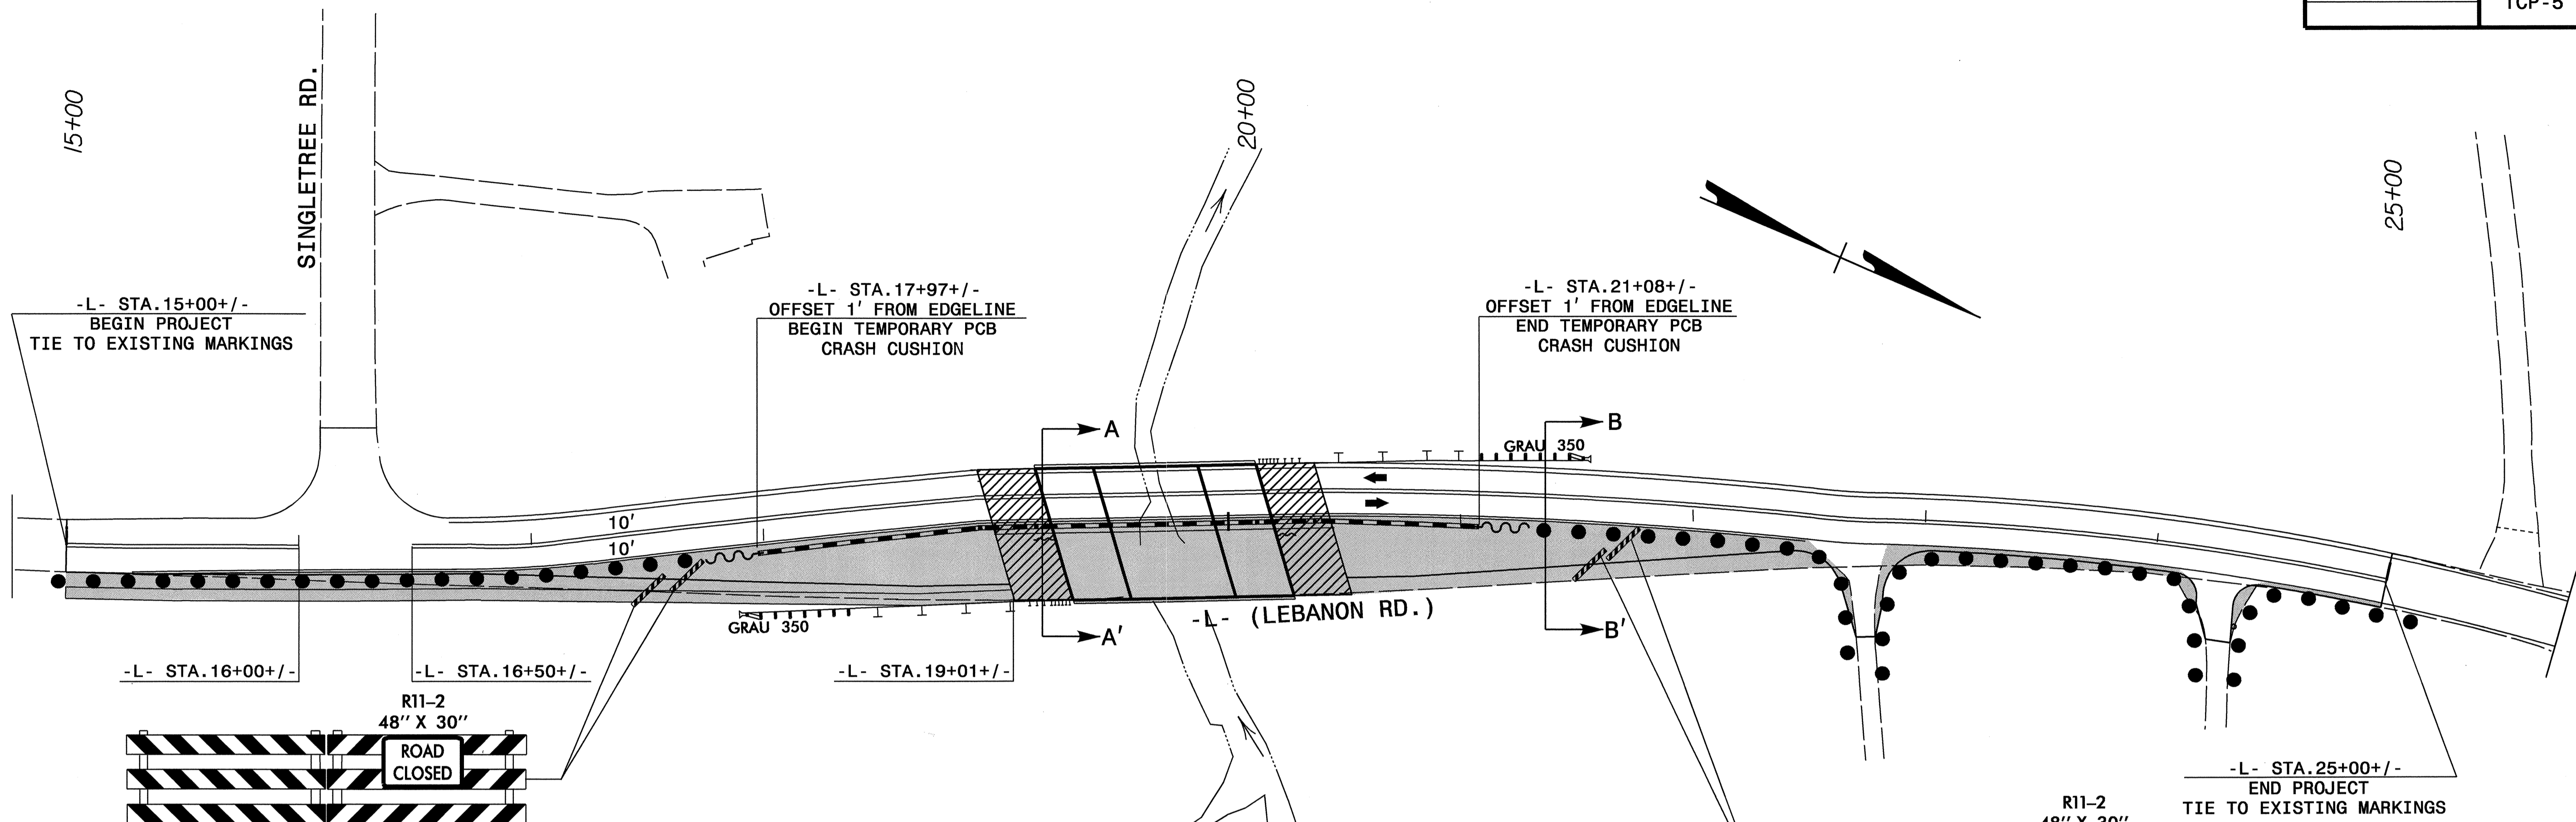 TCP-5
15+00
SINGLETREE RD.
20+00
25+00
-L- STA.15+00+/-
BEGIN PROJECT
TIE TO EXISTING MARKINGS
-L- STA.17+97+/-
OFFSET 1' FROM EDGELINE
BEGIN TEMPORARY PCB
CRASH CUSHION
-L- STA.21+08+/-
OFFSET 1' FROM EDGELINE
END TEMPORARY PCB
CRASH CUSHION
A
B
GRAU 350
10'
10'
GRAU 350
A'
-L- (LEBANON RD.)
B'
-L- STA.16+00+/-
-L- STA.16+50+/-
-L- STA.19+01+/-
R11-2
48" X 30"
ROAD
CLOSED
-L- STA.25+00+/-
END PROJECT
TIE TO EXISTING MARKINGS
R11-2
48" X 30"